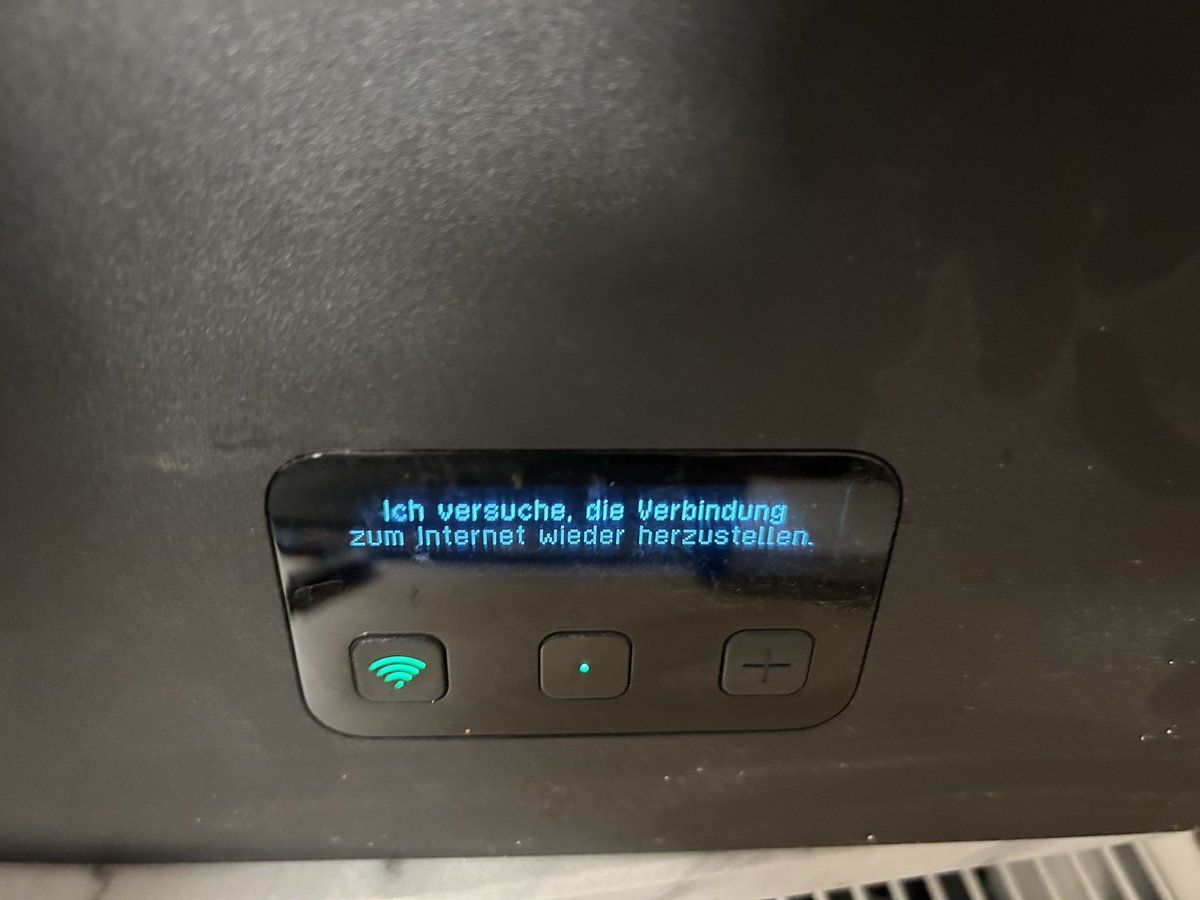 Ich versuche, die Verbindung
zum Internet wieder herzustellen.